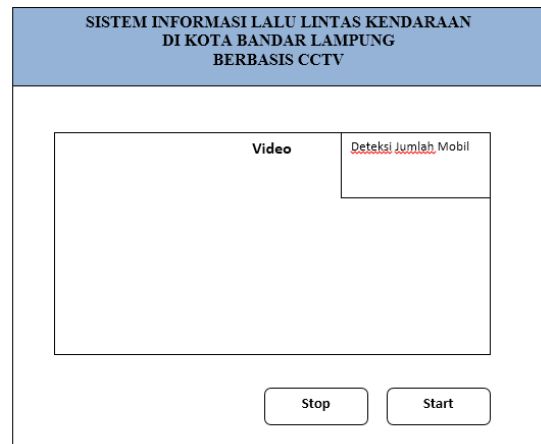 SISTEM INFORMASI LALU LINTAS KENDARAAN
DI KOTA BANDAR LAMPUNG
BERBASIS CCTV
Video
Deteksi Jumlah Mobil
Stop
Start